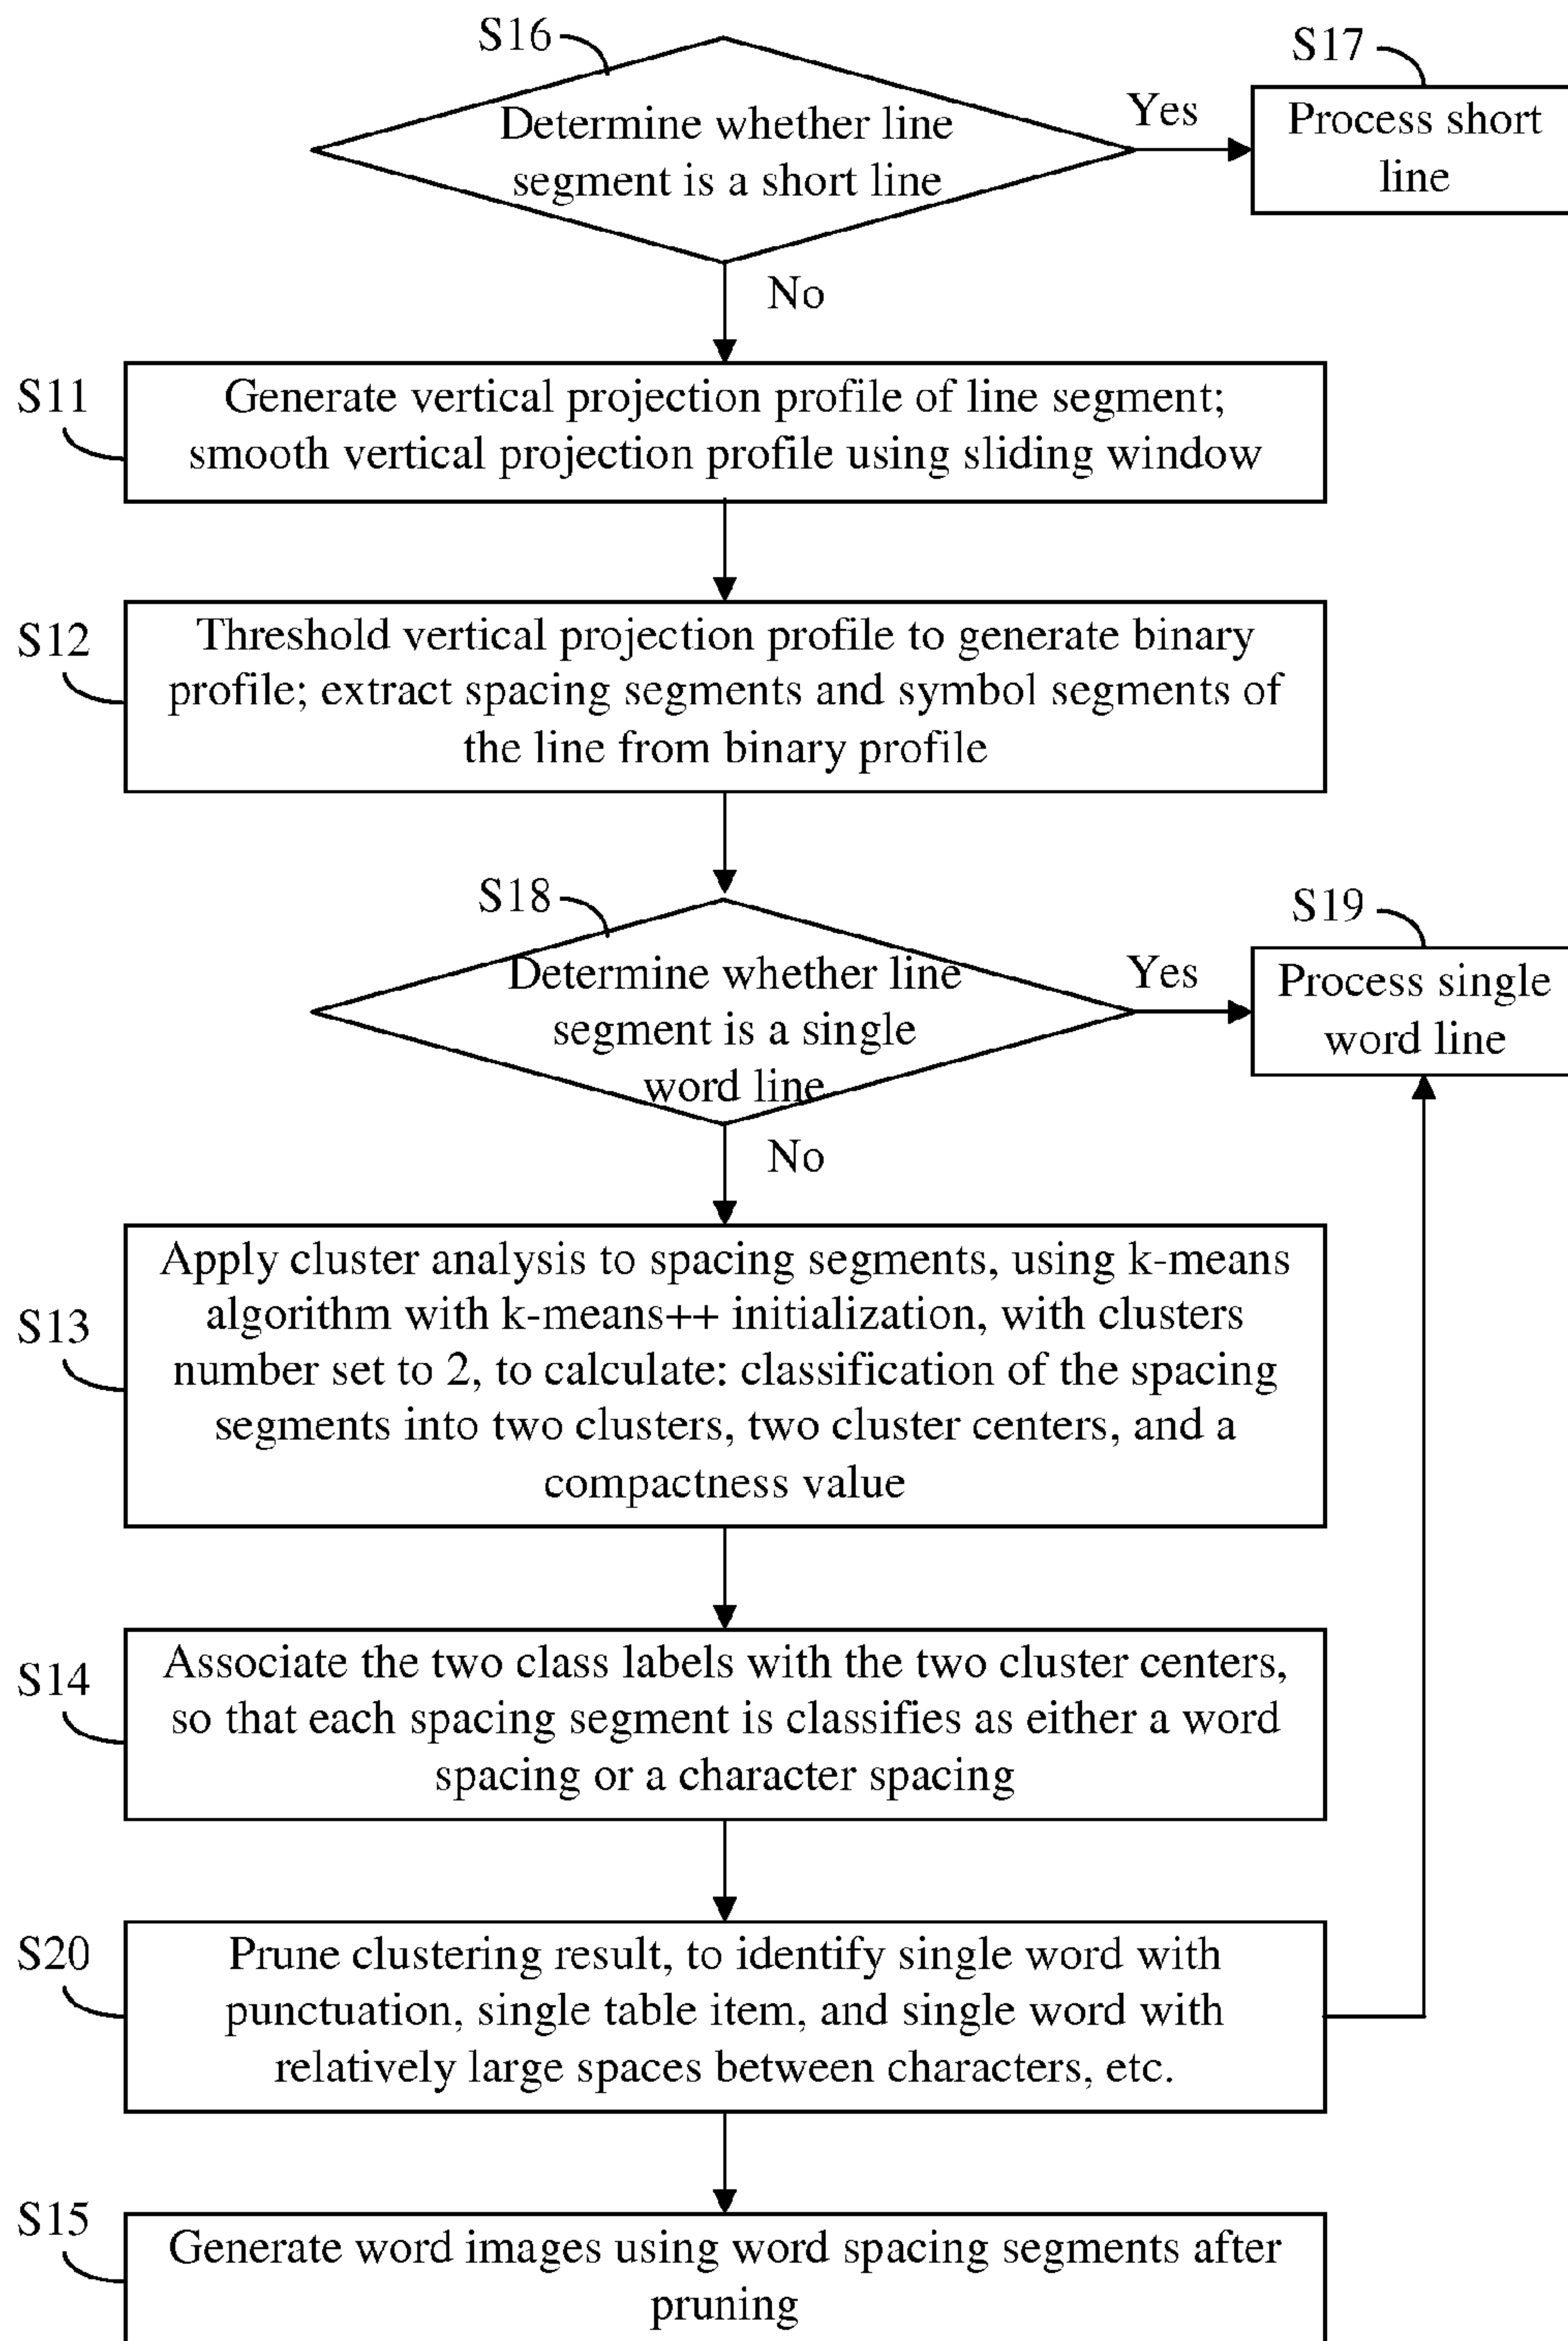 S16
Determine whether line
segment is a short line
Yes
S17
Process short
line
No
S11
Generate vertical projection profile of line segment;
smooth vertical projection profile using sliding window
S12
Threshold vertical projection profile to generate binary
profile; extract spacing segments and symbol segments of
the line from binary profile
S18
Determine whether line
segment is a single
word line
Yes
S19
Process single
word line
No
S13
Apply cluster analysis to spacing segments, using k-means
algorithm with k-means++ initialization, with clusters
number set to 2, to calculate: classification of the spacing
segments into two clusters, two cluster centers, and a
compactness value
S14
Associate the two class labels with the two cluster centers,
so that each spacing segment is classifies as either a word
spacing or a character spacing
S20
Prune clustering result, to identify single word with
punctuation, single table item, and single word with
relatively large spaces between characters, etc.
S15
Generate word images using word spacing segments after
pruning